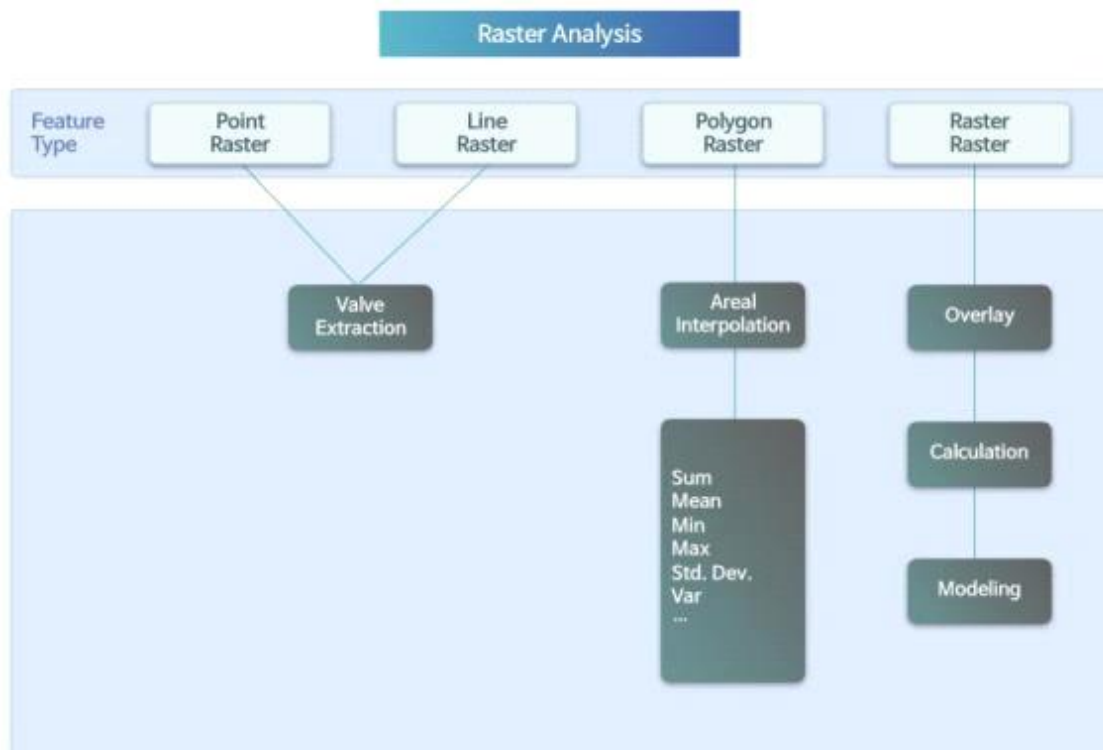 Raster Analysis
Feature
Type
Point
Raster
Line
Raster
Polygon
Raster
Raster
Raster
Valve
Extraction
Areal
Interpolation
Overlay
Sum
Mean
Min
Max
Std. Dev.
Var
...
Calculation
Modeling